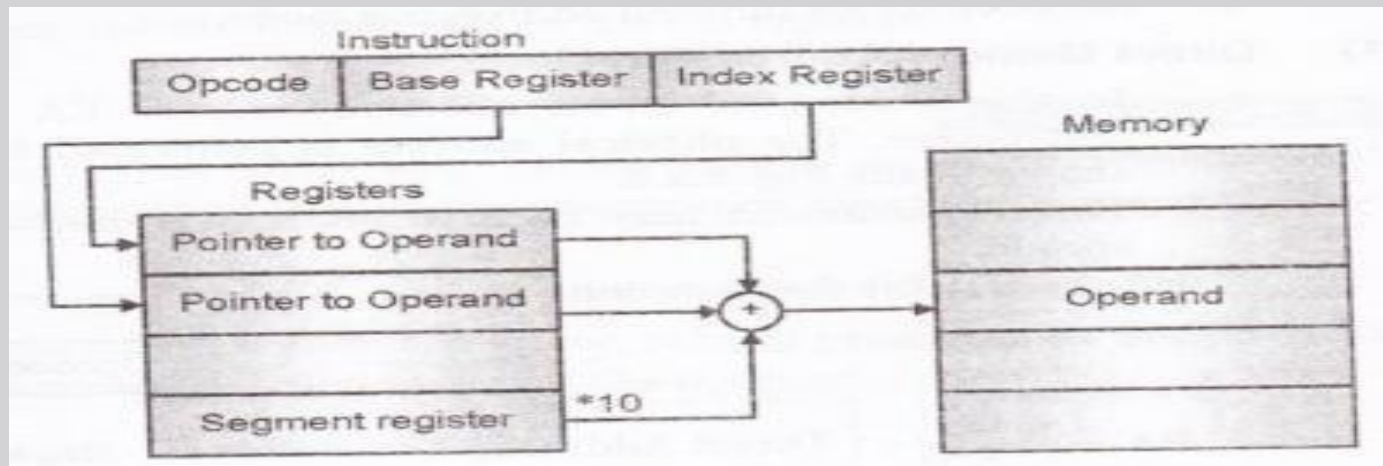 Instruction
Opcode Base Register Index Register
Memory
Registers
Pointer to Operand
Pointer to Operand
Operand
+
*10
Segment register